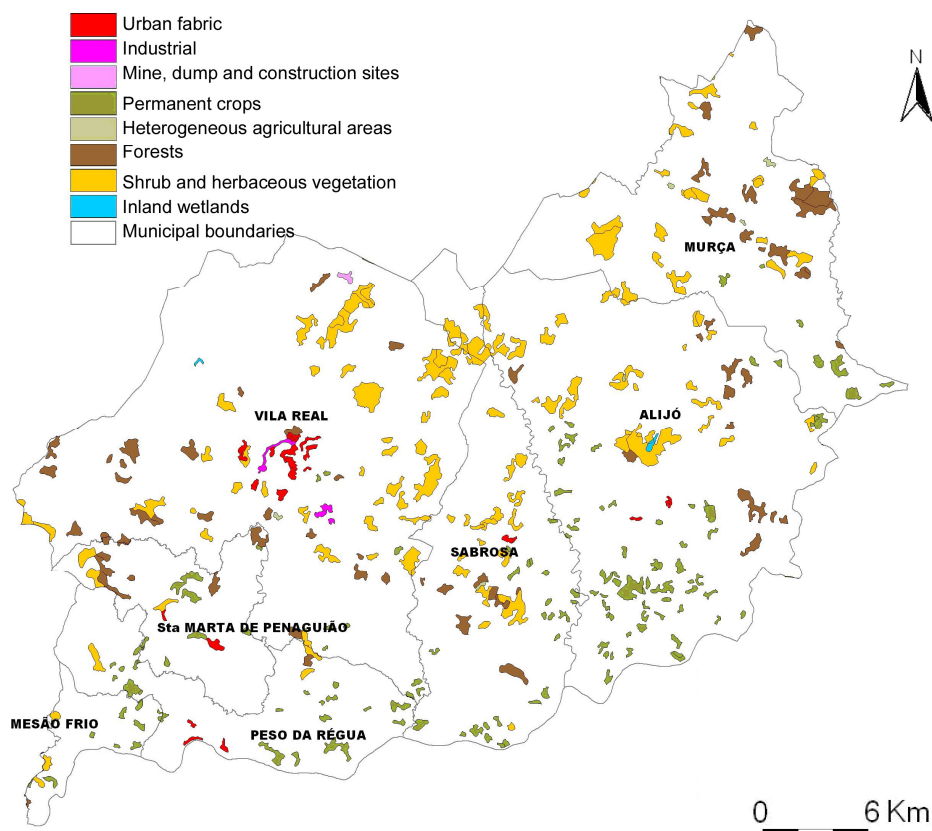 Urban fabric
Industrial
Mine, dump and construction sites
Permanent crops
Heterogeneous agricultural areas
Forests
Shrub and herbaceous vegetation
Inland wetlands
Municipal boundaries
N
MURÇA
VILA REAL
ALIJÓ
SABROSA
Sta MARTA DE PENAGUIÃO
MESÃO FRIO
PESO DA RÉGUA
0 6 Km